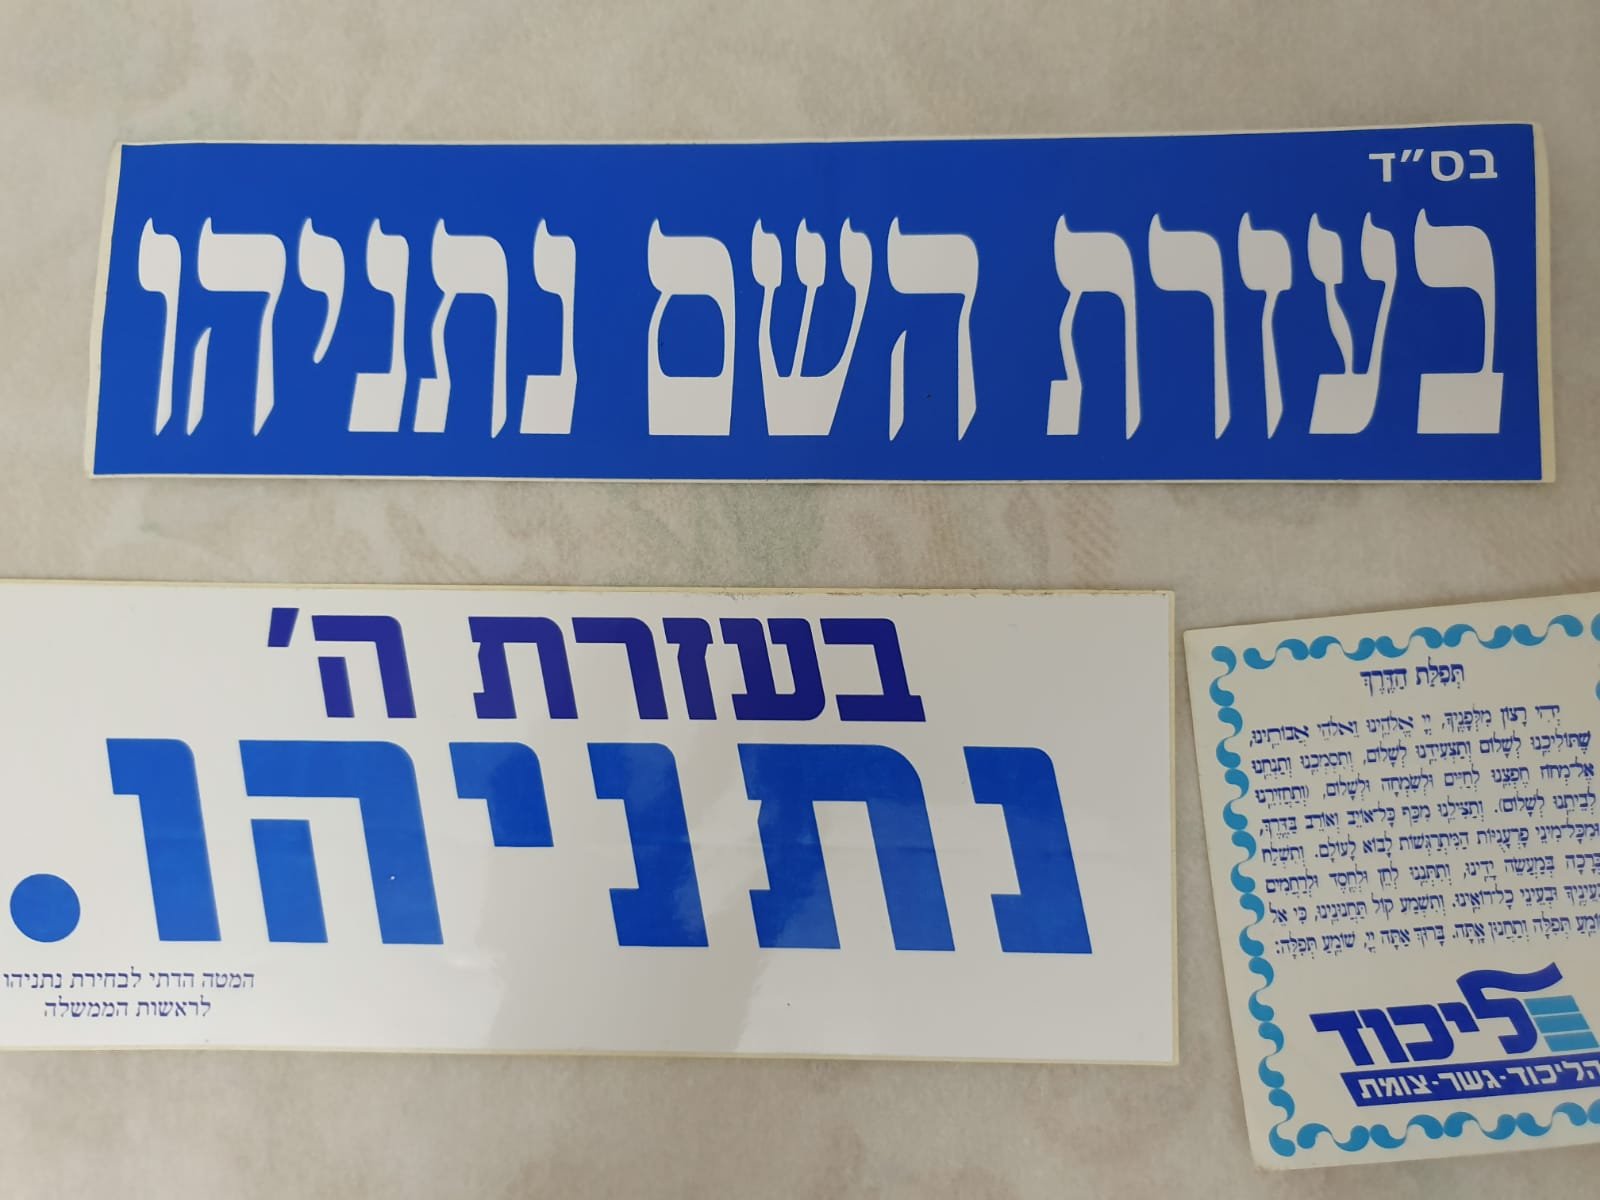 בס״ד
בעזרת השם נתניהו
בעזרת ה׳
נתניהו.
המטה הדתי לבחירת נתניהו
לראשות הממשלה
תְּפִלַּת הַדֶּרֶךְ
יְהִי רָצוֹן מִלְּפָנֶיךָ, יְיָ אֱלֹהֵינוּ וֵאלֹהֵי אֲבוֹתֵינוּ,
שֶׁתּוֹלִיכֵנוּ לְשָׁלוֹם וְתַצְעִידֵנוּ לְשָׁלוֹם, וְתִסְמְכֵנוּ וְתַנְחֵנוּ
אֶל־מְחוֹז חֶפְצֵנוּ לְחַיִּים וּלְשִׂמְחָה וּלְשָׁלוֹם, (וְתַחֲזִירֵנוּ
לְבֵיתֵנוּ לְשָׁלוֹם). וְתַצִּילֵנוּ מִכַּף כָּל־אוֹיֵב וְאוֹרֵב בַּדֶּרֶךְ,
וּמִכָּל־מִינֵי פֻּרְעָנֻיּוֹת הַמִּתְרַגְּשׁוֹת לָבוֹא לָעוֹלָם. וְתִשְׁלַח
בְּרָכָה בְּמַעֲשֵׂה יָדֵינוּ, וְתִתְּנֵנוּ לְחֵן וּלְחֶסֶד וּלְרַחֲמִים
בְּעֵינֶיךָ וּבְעֵינֵי כָל־רוֹאֵינוּ. וְתִשְׁמַע קוֹל תַּחֲנוּנֵינוּ, כִּי אֵל
שׁוֹמֵעַ תְּפִלָּה וְתַחֲנוּן אָתָּה. בָּרוּךְ אַתָּה יְיָ, שׁוֹמֵעַ תְּפִלָּה:
ליכוד
הליכוד-גשר-צומת